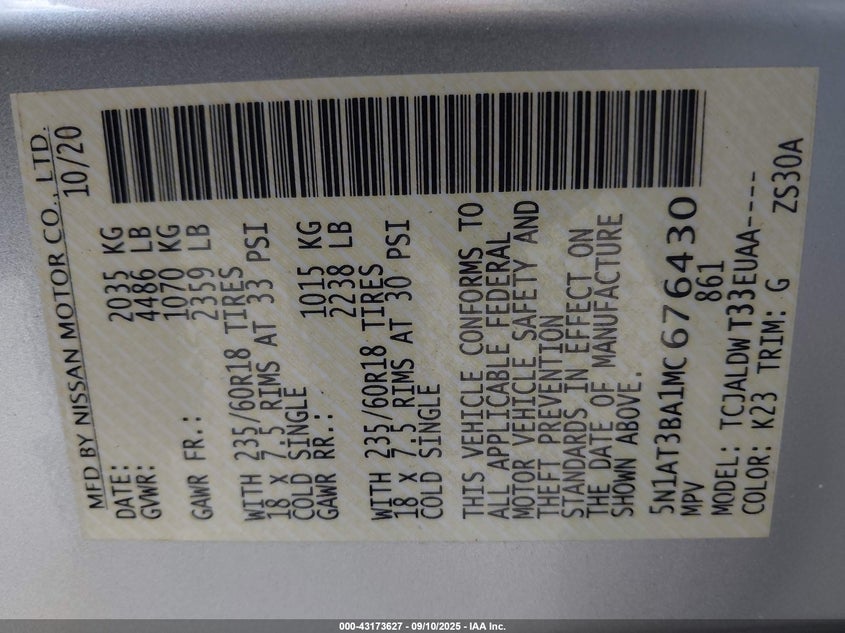 MFD BY NISSAN MOTOR CO., LTD.
DATE: 10/20
GVWR: 2035 KG
4486 LB
GAWR FR.: 1070 KG
2359 LB
WITH 235/60R18 TIRES
18 X 7.5 RIMS AT 33 PSI
COLD SINGLE
GAWR RR.: 1015 KG
2238 LB
WITH 235/60R18 TIRES
18 X 7.5 RIMS AT 30 PSI
COLD SINGLE
THIS VEHICLE CONFORMS TO
ALL APPLICABLE FEDERAL
MOTOR VEHICLE SAFETY AND
THEFT PREVENTION
STANDARDS IN EFFECT ON
THE DATE OF MANUFACTURE
SHOWN ABOVE.
5N1AT3BA1MC676430
MPV 861
MODEL: TCJALDWT33EUAA----
COLOR: K23 TRIM: G ZS30A
000-43173627 - 09/10/2025 - IAA Inc.